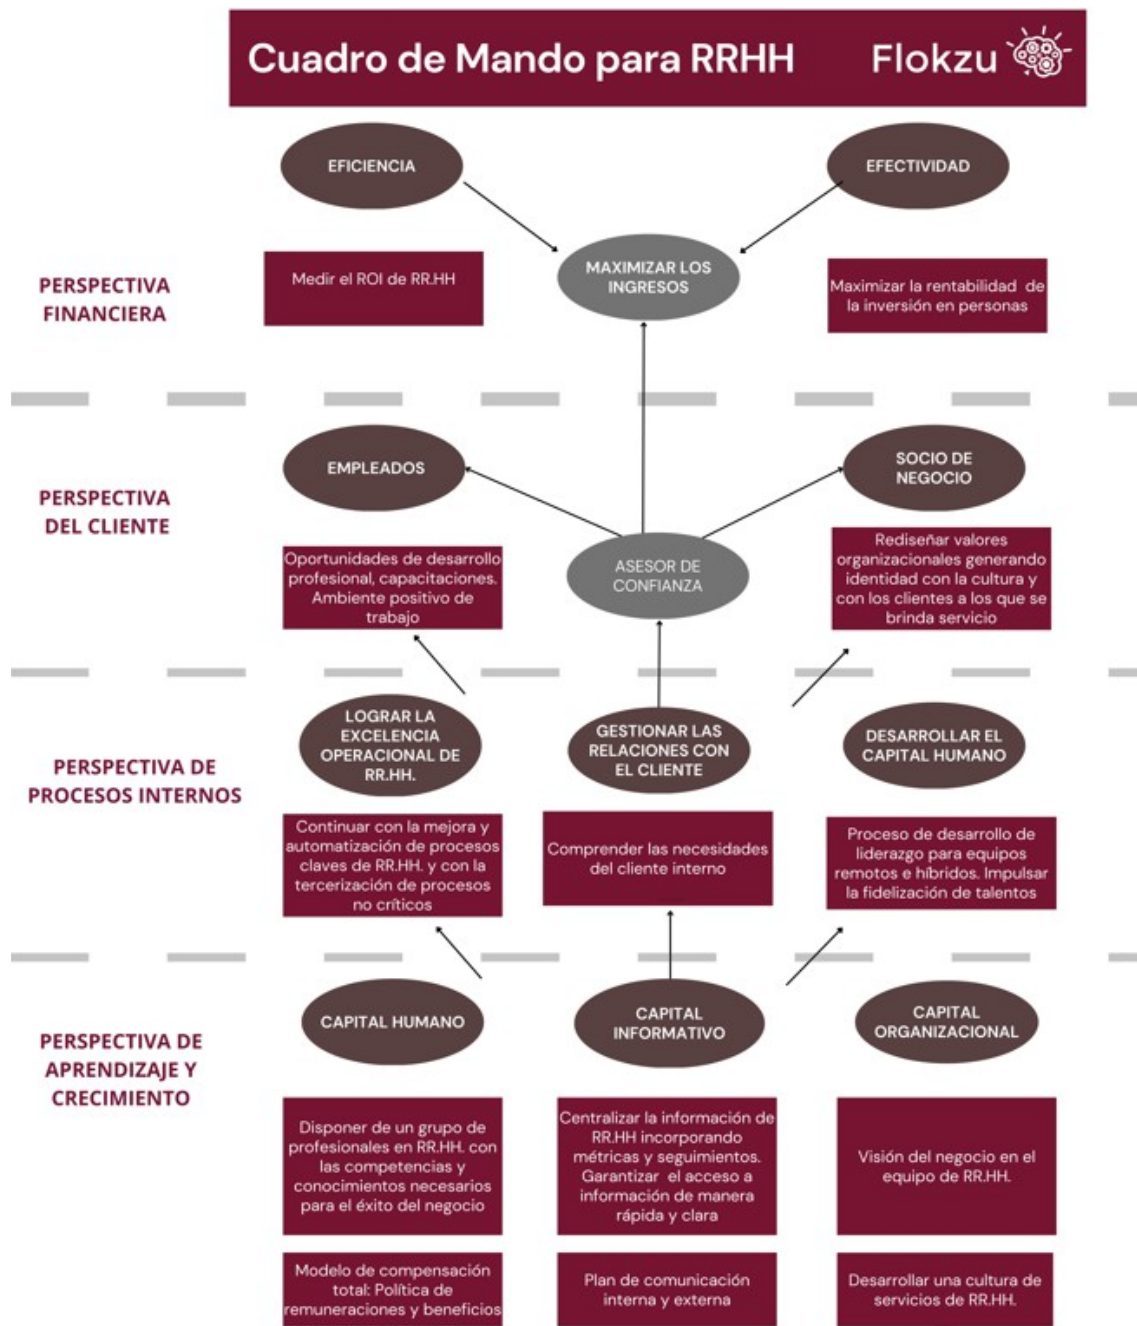 Cuadro de Mando para RRHH
Flokzu
EFICIENCIA
EFECTIVIDAD
MAXIMIZAR LOS
INGRESOS
PERSPECTIVA
FINANCIERA
Medir el ROI de RR.HH
Maximizar la rentabilidad de
la inversión en personas
EMPLEADOS
SOCIO DE
NEGOCIO
PERSPECTIVA
DEL CLIENTE
ASESOR DE
CONFIANZA
Oportunidades de desarrollo
profesional, capacitaciones.
Ambiente positivo de
trabajo
Rediseñar valores
organizacionales generando
identidad con la cultura y
con los clientes a los que se
brinda servicio
LOGRAR LA
EXCELENCIA
OPERACIONAL DE
RR.HH.
GESTIONAR LAS
RELACIONES CON
EL CLIENTE
DESARROLLAR EL
CAPITAL HUMANO
PERSPECTIVA DE
PROCESOS INTERNOS
Continuar con la mejora y
automatización de procesos
claves de RR.HH. y con la
tercerización de procesos
no críticos
Comprender las necesidades
del cliente interno
Proceso de desarrollo de
liderazgo para equipos
remotos e híbridos. Impulsar
la fidelización de talentos
CAPITAL HUMANO
CAPITAL
INFORMATIVO
CAPITAL
ORGANIZACIONAL
PERSPECTIVA DE
APRENDIZAJE Y
CRECIMIENTO
Disponer de un grupo de
profesionales en RR.HH. con
las competencias y
conocimientos necesarios
para el éxito del negocio
Centralizar la información de
RR.HH incorporando
métricas y seguimientos.
Garantizar el acceso a
información de manera
rápida y clara
Visión del negocio en el
equipo de RR.HH.
Modelo de compensación
total: Política de
remuneraciones y beneficios
Plan de comunicación
interna y externa
Desarrollar una cultura de
servicios de RR.HH.